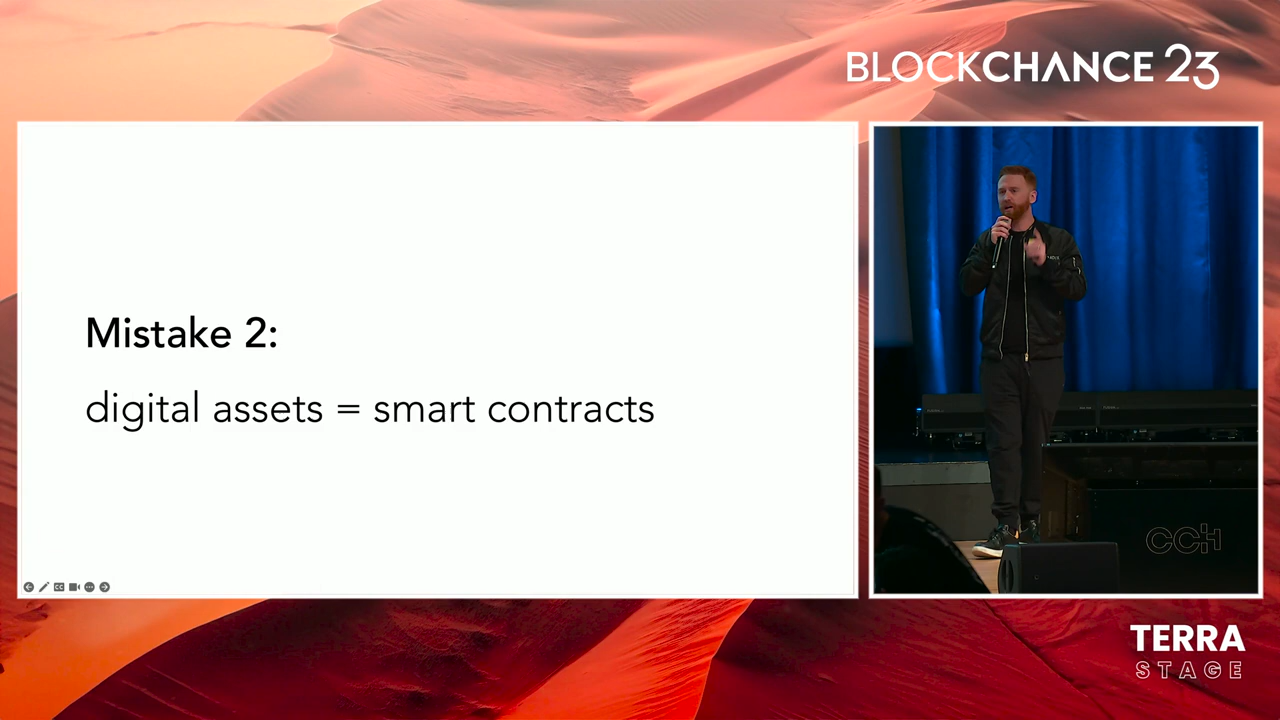 BLOCKCHANCE 23
Mistake 2:
digital assets = smart contracts
CCH
TERRA
STAGE